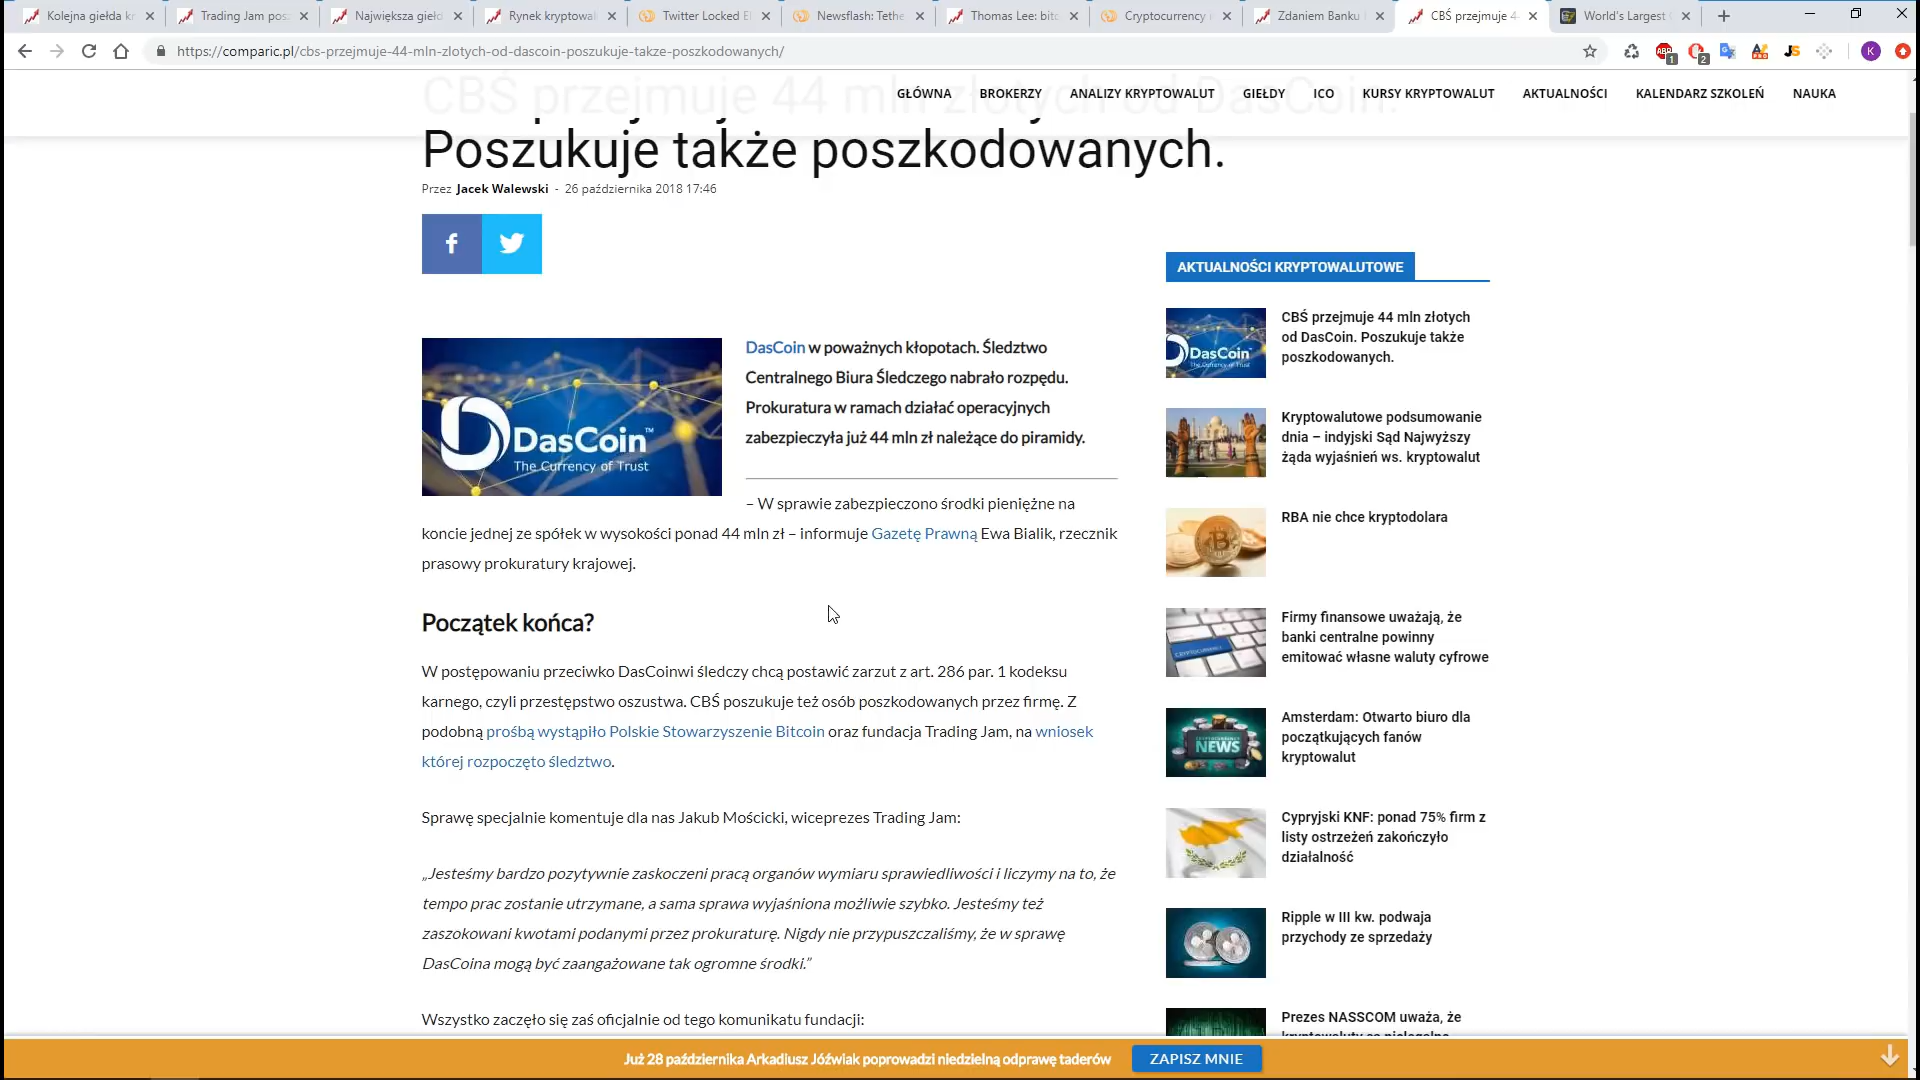 Kolejna giełda k
Trading Jam pos
Największa giełd
Rynek kryptowal
Twitter Locked E
Newsflash: Tethe
Thomas Lee: bitc
Cryptocurrency
Zdaniem Banku
CBŚ przejmuje 4
World's Largest
https://comparic.pl/cbs-przejmuje-44-mln-zlotych-od-dascoin-poszukuje-takze-poszkodowanych/
GŁÓWNA BROKERZY ANALIZY KRYPTOWALUT GIEŁDY ICO KURSY KRYPTOWALUT AKTUALNOŚCI KALENDARZ SZKOLEŃ NAUKA
CBŚ przejmuje 44 mln złotych od DasCoin.
Poszukuje także poszkodowanych.
Przez Jacek Walewski - 26 października 2018 17:46
DasCoin™
The Currency of Trust
DasCoin w poważnych kłopotach. Śledztwo
Centralnego Biura Śledczego nabrało rozpędu.
Prokuratura w ramach działać operacyjnych
zabezpieczyła już 44 mln zł należące do piramidy.
– W sprawie zabezpieczono środki pieniężne na
koncie jednej ze spółek w wysokości ponad 44 mln zł – informuje Gazetę Prawną Ewa Bialik, rzecznik
prasowy prokuratury krajowej.
Początek końca?
W postępowaniu przeciwko DasCoinwi śledczy chcą postawić zarzut z art. 286 par. 1 kodeksu
karnego, czyli przestępstwo oszustwa. CBŚ poszukuje też osób poszkodowanych przez firmę. Z
podobną prośbą wystąpiło Polskie Stowarzyszenie Bitcoin oraz fundacja Trading Jam, na wniosek
której rozpoczęto śledztwo.
Sprawę specjalnie komentuje dla nas Jakub Mościcki, wiceprezes Trading Jam:
„Jesteśmy bardzo pozytywnie zaskoczeni pracą organów wymiaru sprawiedliwości i liczymy na to, że
tempo prac zostanie utrzymane, a sama sprawa wyjaśniona możliwie szybko. Jesteśmy też
zaszokowani kwotami podanymi przez prokuraturę. Nigdy nie przypuszczaliśmy, że w sprawę
DasCoina mogą być zaangażowane tak ogromne środki.”
Wszystko zaczęło się zaś oficjalnie od tego komunikatu fundacji:
AKTUALNOŚCI KRYPTOWALUTOWE
DasCoin
The Currency of Trust
CBŚ przejmuje 44 mln złotych
od DasCoin. Poszukuje także
poszkodowanych.
Kryptowalutowe podsumowanie
dnia – indyjski Sąd Najwyższy
żąda wyjaśnień ws. kryptowalut
RBA nie chce kryptodolara
Firmy finansowe uważają, że
banki centralne powinny
emitować własne waluty cyfrowe
NEWS
Amsterdam: Otwarto biuro dla
początkujących fanów
kryptowalut
Cypryjski KNF: ponad 75% firm z
listy ostrzeżeń zakończyło
działalność
Ripple w III kw. podwaja
przychody ze sprzedaży
Prezes NASSCOM uważa, że
Już 28 października Arkadiusz Jóźwiak poprowadzi niedzielną odprawę taderów ZAPISZ MNIE